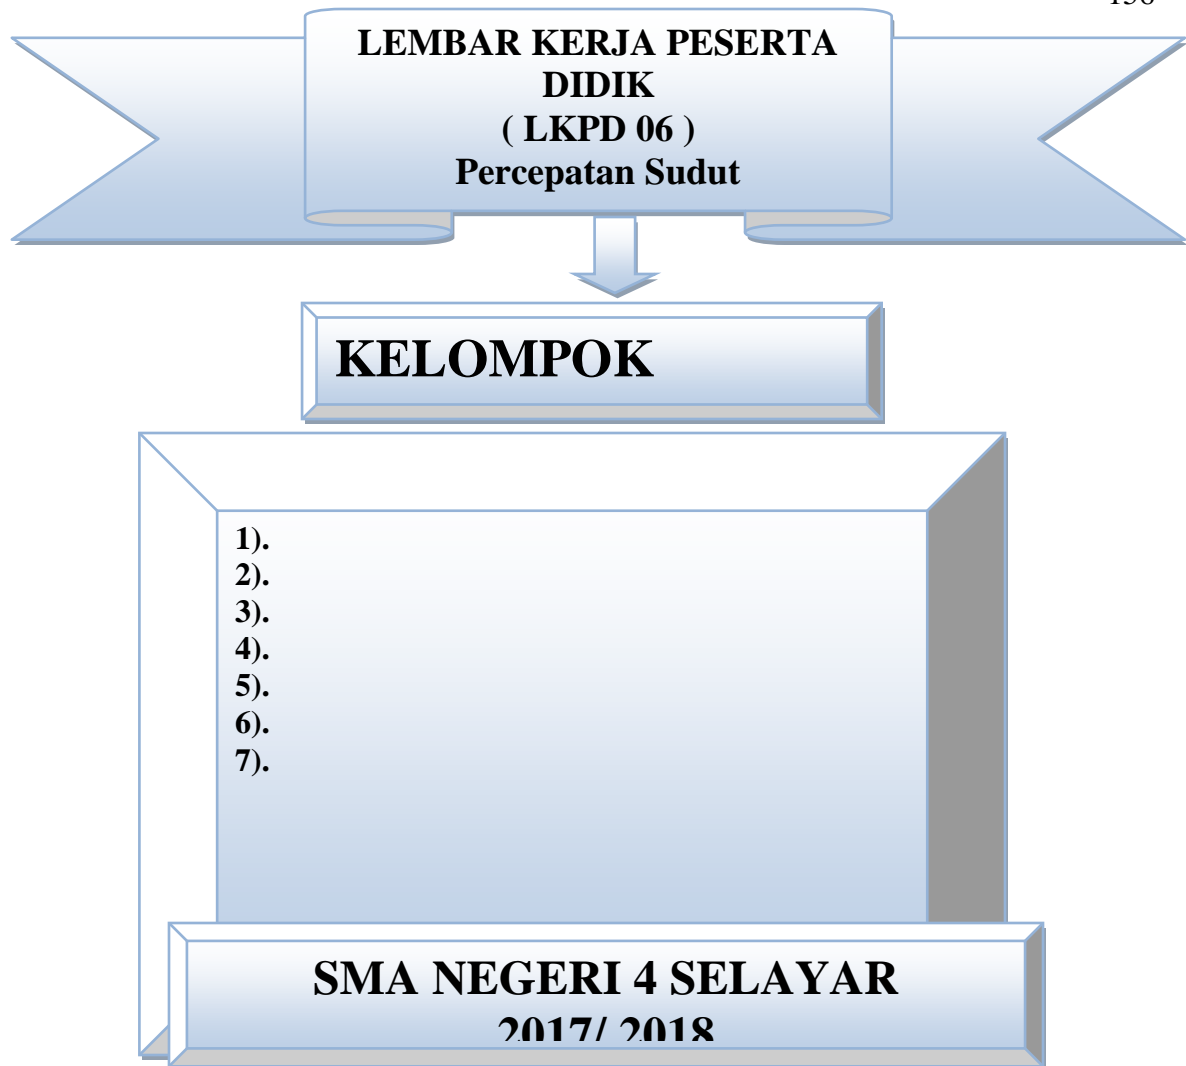 LEMBAR KERJA PESERTA
DIDIK
( LKPD 06 )
Percepatan Sudut
KELOMPOK
1).
2).
3).
4).
5).
6).
7).
SMA NEGERI 4 SELAYAR
2017/ 2018